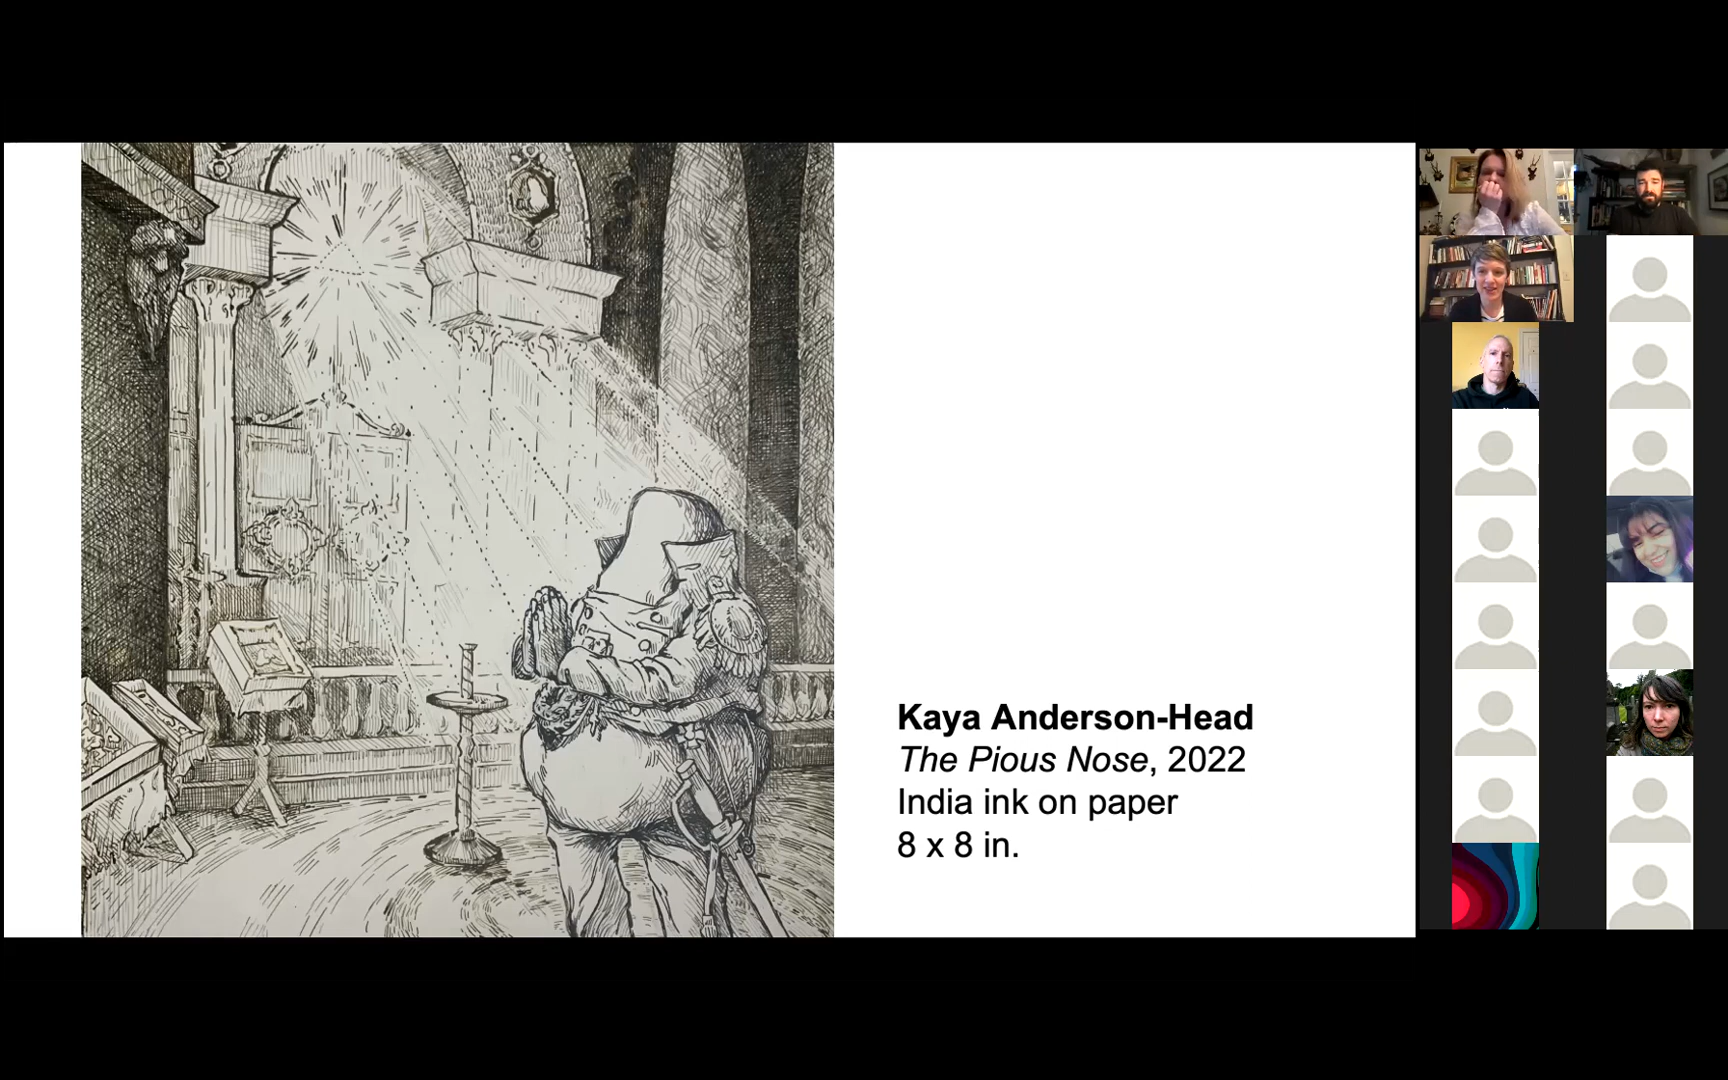 Kaya Anderson-Head
The Pious Nose, 2022
India ink on paper
8 x 8 in.